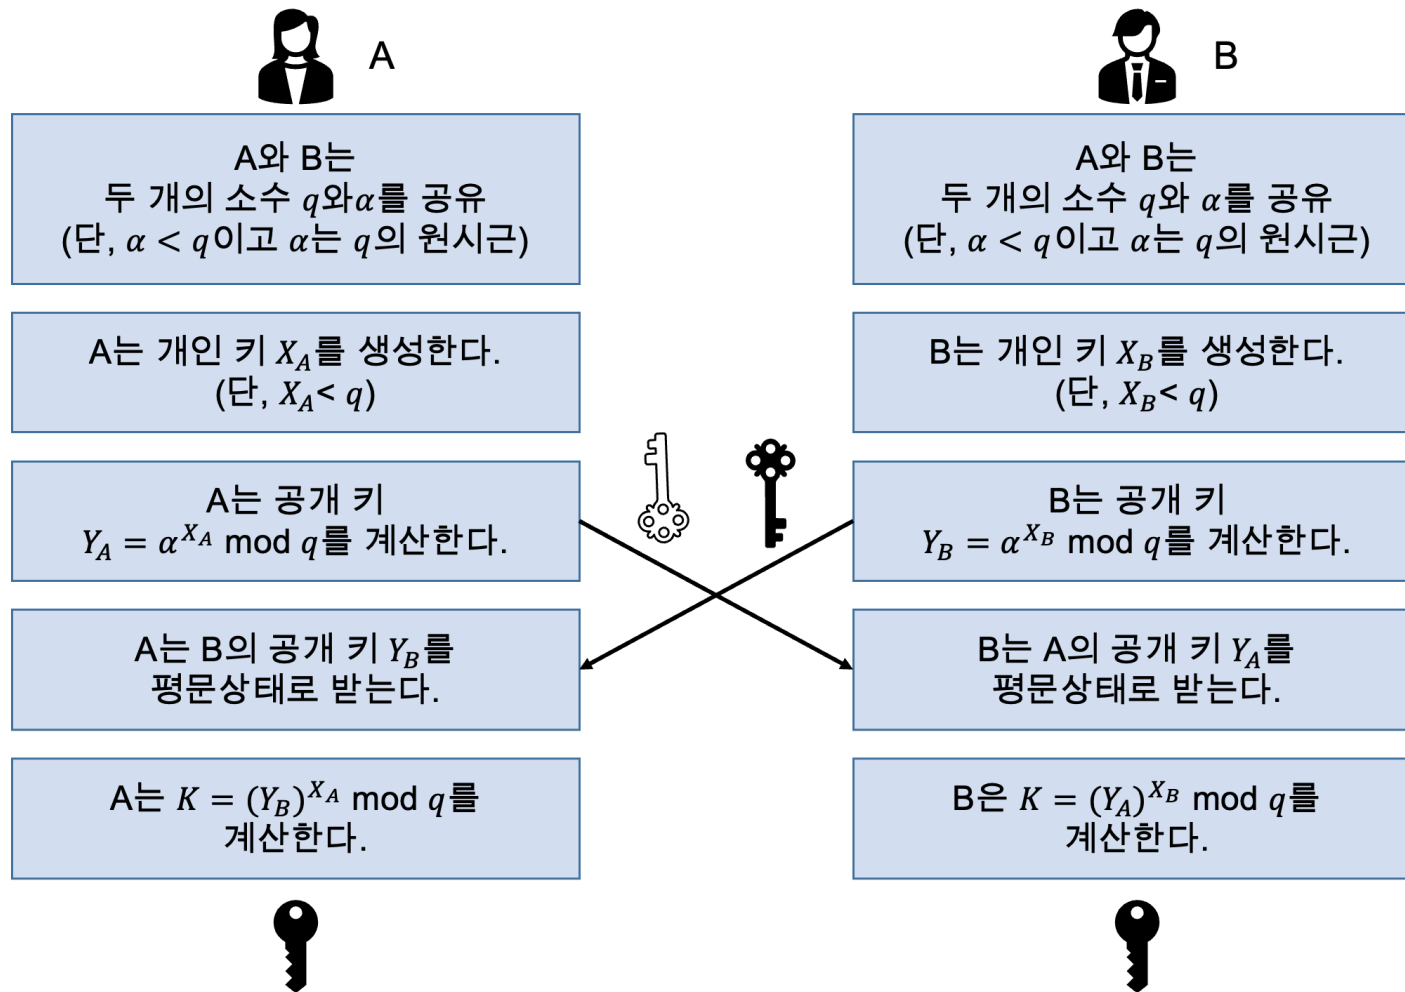 A
A와 B는
두 개의 소수 q와α를 공유
(단, α < q이고 α는 q의 원시근)
A는 개인 키 X_A를 생성한다.
(단, X_A< q)
A는 공개 키
Y_A = α^{X_A} mod q를 계산한다.
A는 B의 공개 키 Y_B를
평문상태로 받는다.
A는 K = (Y_B)^{X_A} mod q를
계산한다.
B
A와 B는
두 개의 소수 q와 α를 공유
(단, α < q이고 α는 q의 원시근)
B는 개인 키 X_B를 생성한다.
(단, X_B< q)
B는 공개 키
Y_B = α^{X_B} mod q를 계산한다.
B는 A의 공개 키 Y_A를
평문상태로 받는다.
B은 K = (Y_A)^{X_B} mod q를
계산한다.